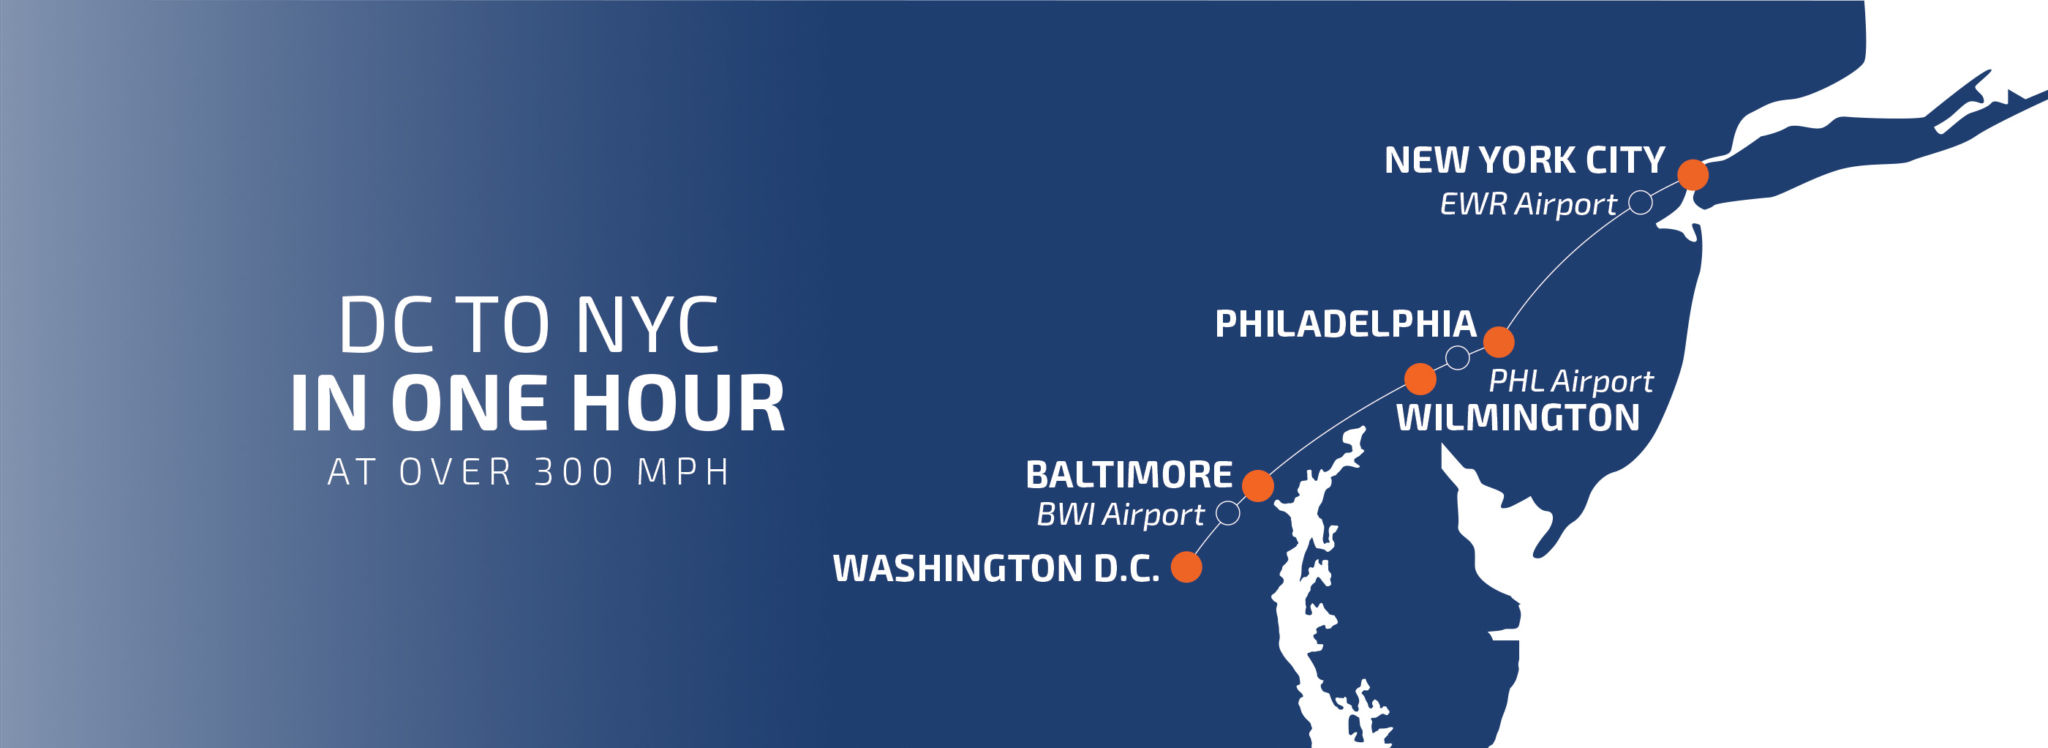 DC TO NYC
IN ONE HOUR
AT OVER 300 MPH
NEW YORK CITY
EWR Airport
PHILADELPHIA
PHL Airport
WILMINGTON
BALTIMORE
BWI Airport
WASHINGTON D.C.